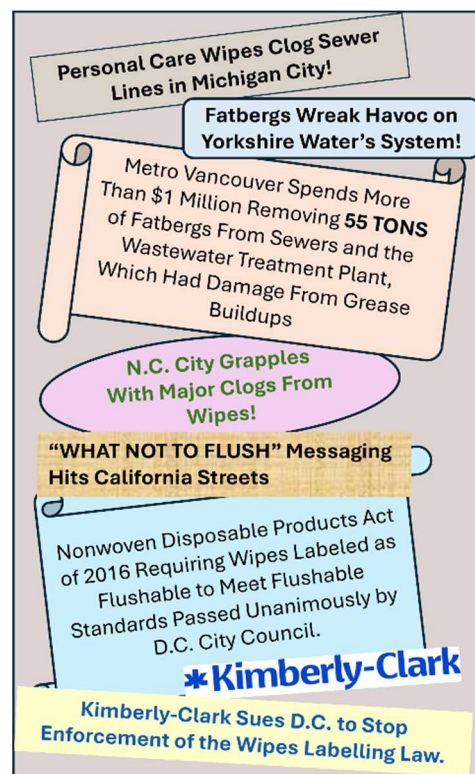 Personal Care Wipes Clog Sewer
Lines in Michigan City!
Fatbergs Wreak Havoc on
Yorkshire Water's System!
Metro Vancouver Spends More
Than $1 Million Removing 55 TONS
of Fatbergs From Sewers and the
Wastewater Treatment Plant,
Which Had Damage From Grease
Buildups
N.C. City Grapples
With Major Clogs From
Wipes!
“WHAT NOT TO FLUSH” Messaging
Hits California Streets
Nonwoven Disposable Products Act
of 2016 Requiring Wipes Labeled as
Flushable to Meet Flushable
Standards Passed Unanimously by
D.C. City Council.
Kimberly-Clark
Kimberly-Clark Sues D.C. to Stop
Enforcement of the Wipes Labelling Law.